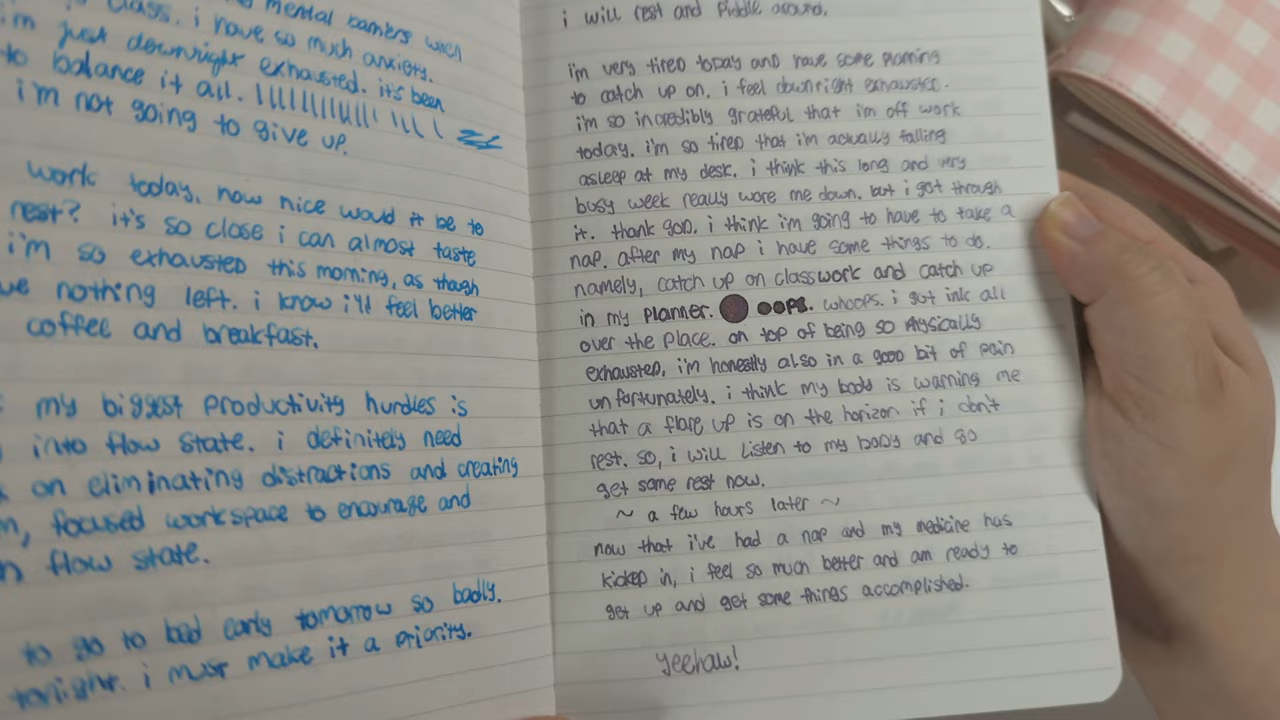 class. i have so much anxiety.
mental barriers when
i'm just downright exhausted. it's been
to balance it all.
i'm not going to give up.
work today, how nice would it be to
rest? it's so close i can almost taste
i'm so exhausted this morning, as though
nothing left. i know i'll feel better
coffee and breakfast.
my biggest productivity hurdles is
into flow state. i definitely need
on eliminating distractions and creating
focused workspace to encourage and
flow state.
to go to bed early tomorrow so badly.
tonight. i must make it a priority.
i will rest and piddle around.
i'm very tired today and have some planning
to catch up on. i feel downright exhausted.
i'm so incredibly grateful that i'm off work
today. i'm so tired that i'm actually falling
asleep at my desk. i think this long and very
busy week really wore me down. but i got through
it. thank god. i think i'm going to have to take a
nap. after my nap i have some things to do.
namely, catch up on classwork and catch up
in my planner. oops. whoops. i got ink all
over the place. on top of being so physically
exhausted, i'm honestly also in a good bit of pain
unfortunately. i think my body is warning me
that a flare up is on the horizon if i don't
rest. so, i will listen to my body and go
get some rest now.
~ a few hours later ~
now that i've had a nap and my medicine has
kicked in, i feel so much better and am ready to
get up and get some things accomplished.
yeehaw!